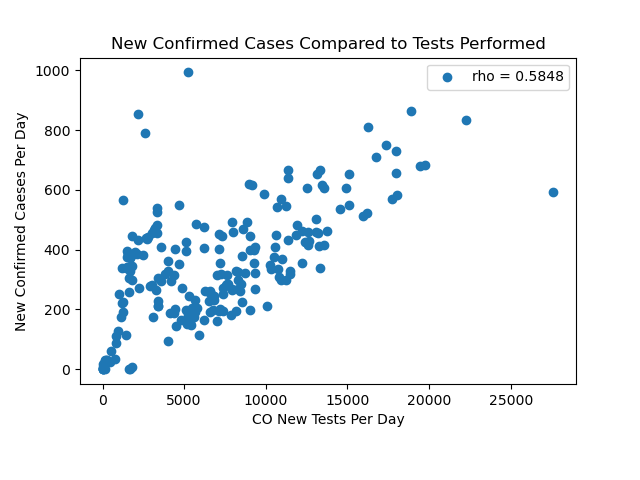 New Confirmed Cases Compared to Tests Performed
rho = 0.5848
New Confirmed Caeses Per Day
1000
800
600
400
200
0
0 5000 10000 15000 20000 25000
CO New Tests Per Day